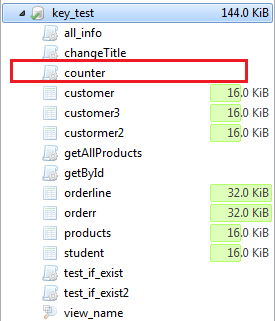 key_test 144.0 KiB
all_info
changeTitle
counter
customer 16.0 KiB
customer3 16.0 KiB
custormer2 16.0 KiB
getAllProducts
getById
orderline 32.0 KiB
orderr 32.0 KiB
products 16.0 KiB
student 16.0 KiB
test_if_exist
test_if_exist2
view_name